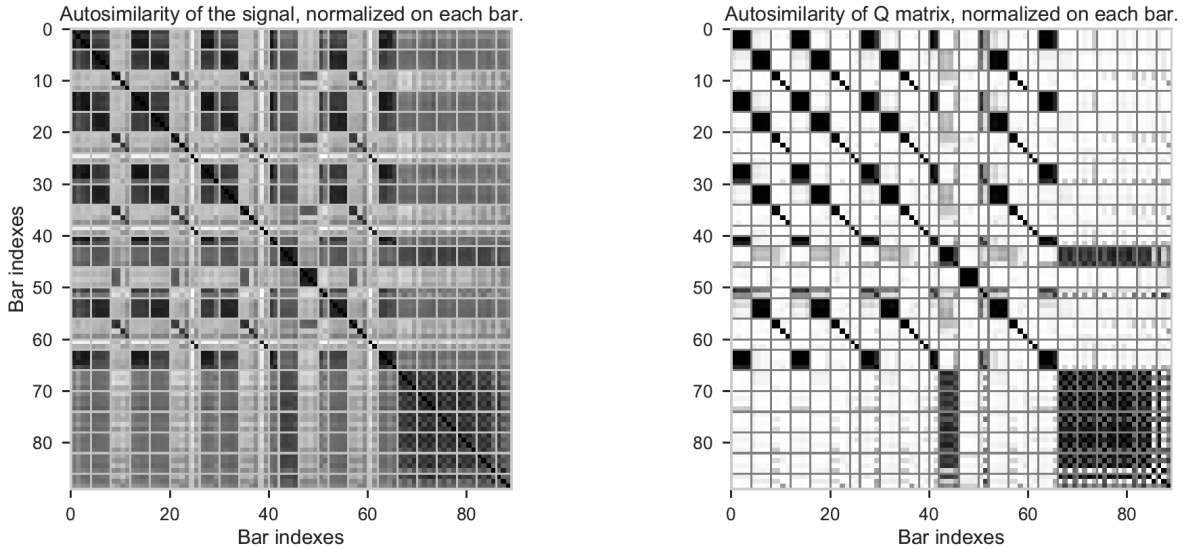 Autosimilarity of the signal, normalized on each bar.
0
10
20
30
40
50
60
70
80
Bar indexes
0 20 40 60 80
Bar indexes
Autosimilarity of Q matrix, normalized on each bar.
0
10
20
30
40
50
60
70
80
0 20 40 60 80
Bar indexes